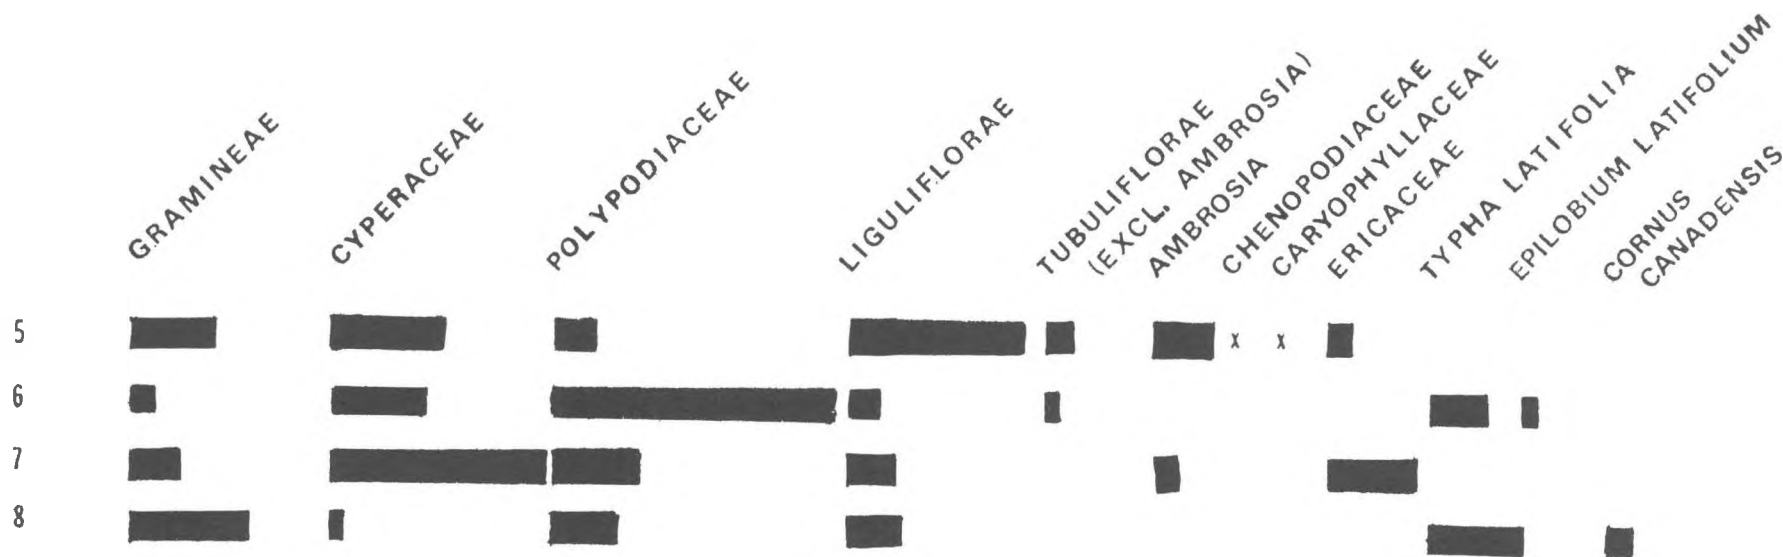 GRAMINEAE
CYPERACEAE
POLYPODIACEAE
LIGULIFLORAE
TUBULIFLORAE
(EXCL. AMBROSIA)
AMBROSIA
CHENOPODIACEAE
CARYOPHYLLACEAE
ERICACEAE
TYPHA LATIFOLIA
EPILOBIUM LATIFOLIUM
CORNUS
CANADENSIS
5 x x
6
7
8